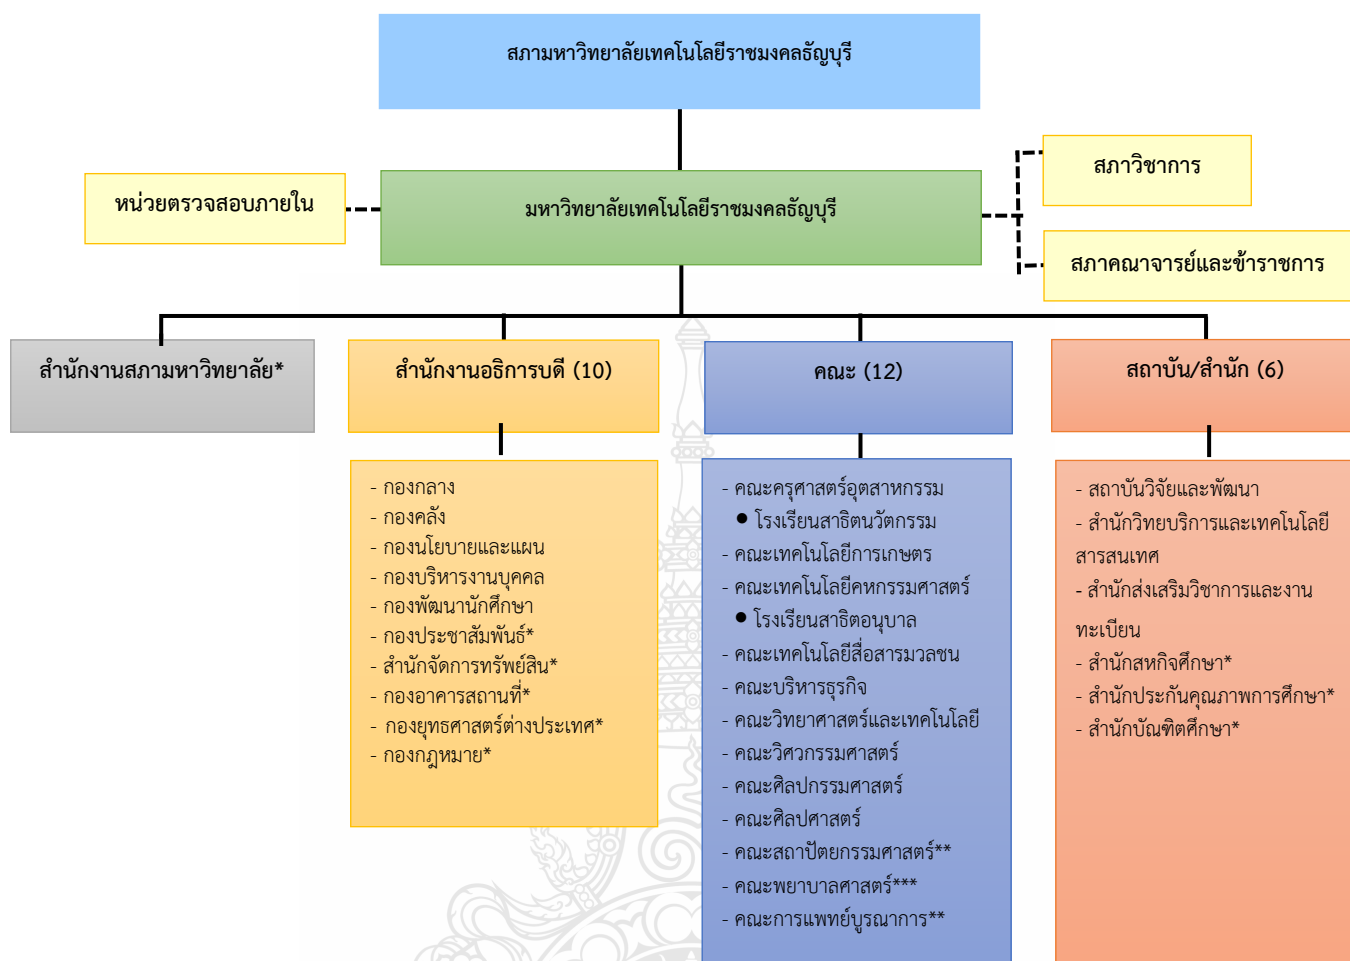 สภามหาวิทยาลัยเทคโนโลยีราชมงคลธัญบุรี
สภาวิชาการ
หน่วยตรวจสอบภายใน
มหาวิทยาลัยเทคโนโลยีราชมงคลธัญบุรี
สภาคณาจารย์และข้าราชการ
สำนักงานสภามหาวิทยาลัย*
สำนักงานอธิการบดี (10)
คณะ (12)
สถาบัน/สำนัก (6)
- กองกลาง
- กองคลัง
- กองนโยบายและแผน
- กองบริหารงานบุคคล
- กองพัฒนานักศึกษา
- กองประชาสัมพันธ์*
- สำนักจัดการทรัพย์สิน*
- กองอาคารสถานที่*
- กองยุทธศาสตร์ต่างประเทศ*
- กองกฎหมาย*
- คณะครุศาสตร์อุตสาหกรรม
● โรงเรียนสาธิตนวัตกรรม
- คณะเทคโนโลยีการเกษตร
- คณะเทคโนโลยีคหกรรมศาสตร์
● โรงเรียนสาธิตอนุบาล
- คณะเทคโนโลยีสื่อสารมวลชน
- คณะบริหารธุรกิจ
- คณะวิทยาศาสตร์และเทคโนโลยี
- คณะวิศวกรรมศาสตร์
- คณะศิลปกรรมศาสตร์
- คณะศิลปศาสตร์
- คณะสถาปัตยกรรมศาสตร์**
- คณะพยาบาลศาสตร์***
- คณะการแพทย์บูรณาการ**
- สถาบันวิจัยและพัฒนา
- สำนักวิทยบริการและเทคโนโลยี
สารสนเทศ
- สำนักส่งเสริมวิชาการและงาน
ทะเบียน
- สำนักสหกิจศึกษา*
- สำนักประกันคุณภาพการศึกษา*
- สำนักบัณฑิตศึกษา*